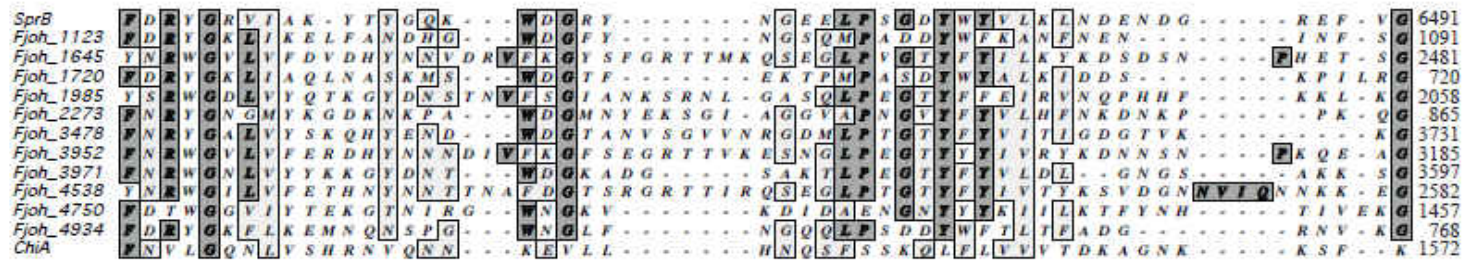 SprB F D R Y G R V I A K - Y T Y G Q K - - - W D G R Y - - - - - - - N G E E L P S G D Y W Y V L K L N D E N D G - - - - - R E F - V G 6491
Fjoh_1123 F D R Y G K L I K E L F A N D H G - - - W D G F Y - - - - - - - N G S Q M P A D D Y W F K A N F N E N - - - - - - - - I N F - S G 1091
Fjoh_1645 Y N R W G V L V F D V D H Y N N V D R V F K G Y S F G R T T M K Q S E G L P V G T Y F Y I L K Y K D S D S N - - - - P H E T - S G 2481
Fjoh_1720 F D R Y G K L I A Q L N A S K M S - - - W D G T F - - - - - - - E K T P M P A S D Y W Y A L K I D D S - - - - - - - - K P I L R G 720
Fjoh_1985 Y S R W G D L V Y Q T K G Y D N S T N V F S G I A N K S R N L - G A S Q L P E G T Y F F E I R V N Q P H H F - - - - - K K L - K G 2058
Fjoh_2273 F N R Y G N G M Y K G D K N K P A - - - W D G M N Y E K S G I - A G G V A P N G V Y F Y V L H F N K D N K P - - - - - - P K - Q G 865
Fjoh_3478 F N R Y G A L V Y S K Q H Y E N D - - - W D G T A N V S G V V N R G D M L P T G T Y F Y V I T I G D G T V K - - - - - - - - - K G 3731
Fjoh_3952 F N R W G V L V F E R D H Y N N N D I V F K G F S E G R T T V K E S N G L P E G T Y Y Y I V R Y K D N N S N - - - - P K Q E - A G 3185
Fjoh_3971 F N R W G N L V Y Y K K G Y D N T - - - W D G K A D G - - - - - S A K T L P E G T Y F Y V L D L - - G N G S - - - - - A K K - S G 3597
Fjoh_4538 Y N R W G I L V F E T H N Y N N T T N A F D G T S R G R T T I R Q S E G L P T G T Y F Y I V T Y K S V D G N N V I Q N N K K - E G 2582
Fjoh_4750 F D T W G G V I Y T E K G T N I R G - - W N G K V - - - - - - - K D I D A E N G N Y Y Y K I I L K T F Y N H - - - - - T I V E K G 1457
Fjoh_4934 F D R Y G K F L K E M N Q N S P G - - W N G L F - - - - - - - N G Q Q L P S D D Y W F T L T F A D G - - - - - - - - R N V - K G 768
ChiA F N V L G Q N L V S H R N V Q N N - - - K E V L L - - - - - - H N Q S F S S K Q L F L V V V T D K A G N K - - - - - K S F - - K 1572